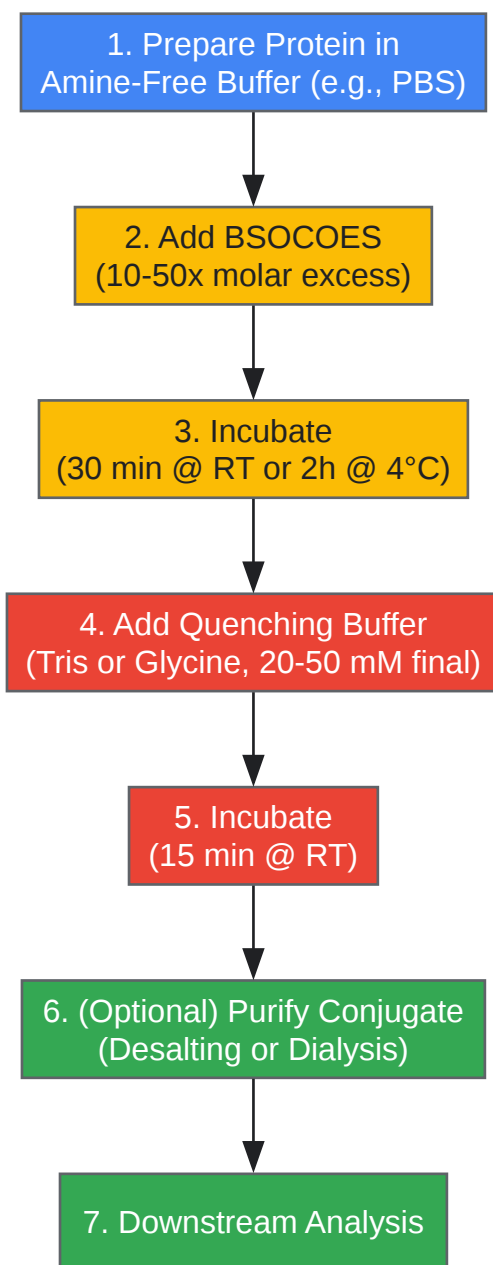 1. Prepare Protein in
Amine-Free Buffer (e.g., PBS)
2. Add BSOCOES
(10-50x molar excess)
3. Incubate
(30 min @ RT or 2h @ 4°C)
4. Add Quenching Buffer
(Tris or Glycine, 20-50 mM final)
5. Incubate
(15 min @ RT)
6. (Optional) Purify Conjugate
(Desalting or Dialysis)
7. Downstream Analysis